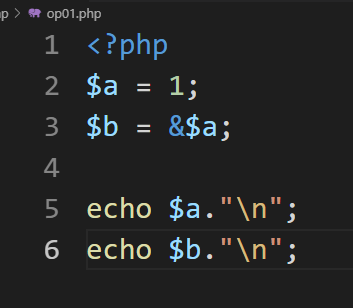 op01.php
1 <?php
2 $a = 1;
3 $b = &$a;
4
5 echo $a."\n";
6 echo $b."\n";